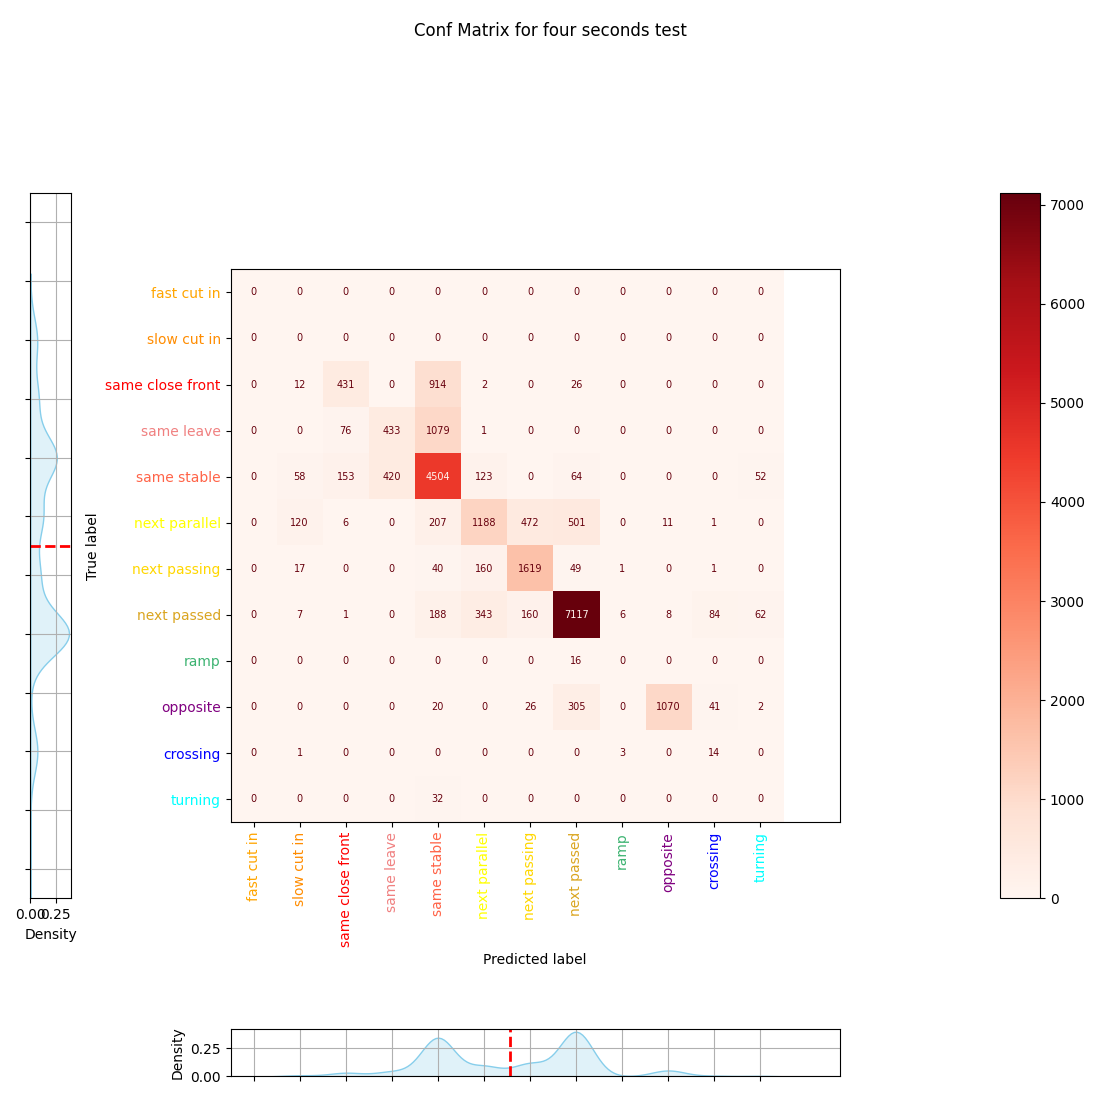 Conf Matrix for four seconds test
fast cut in 0 0 0 0 0 0 0 0 0 0 0 0
slow cut in 0 0 0 0 0 0 0 0 0 0 0 0
same close front 0 12 431 0 914 2 0 26 0 0 0 0
same leave 0 0 76 433 1079 1 0 0 0 0 0 0
same stable 0 58 153 420 4504 123 0 64 0 0 0 52
next parallel 0 120 6 0 207 1188 472 501 0 11 1 0
next passing 0 17 0 0 40 160 1619 49 1 0 1 0
next passed 0 7 1 0 188 343 160 7117 6 8 84 62
ramp 0 0 0 0 0 0 0 16 0 0 0 0
opposite 0 0 0 0 20 0 26 305 0 1070 41 2
crossing 0 1 0 0 0 0 0 0 3 0 14 0
turning 0 0 0 0 32 0 0 0 0 0 0 0
True label
0.00 0.25
Density
fast cut in
slow cut in
same close front
same leave
same stable
next parallel
next passing
next passed
ramp
opposite
crossing
turning
Predicted label
7000
6000
5000
4000
3000
2000
1000
0
Density
0.25
0.00